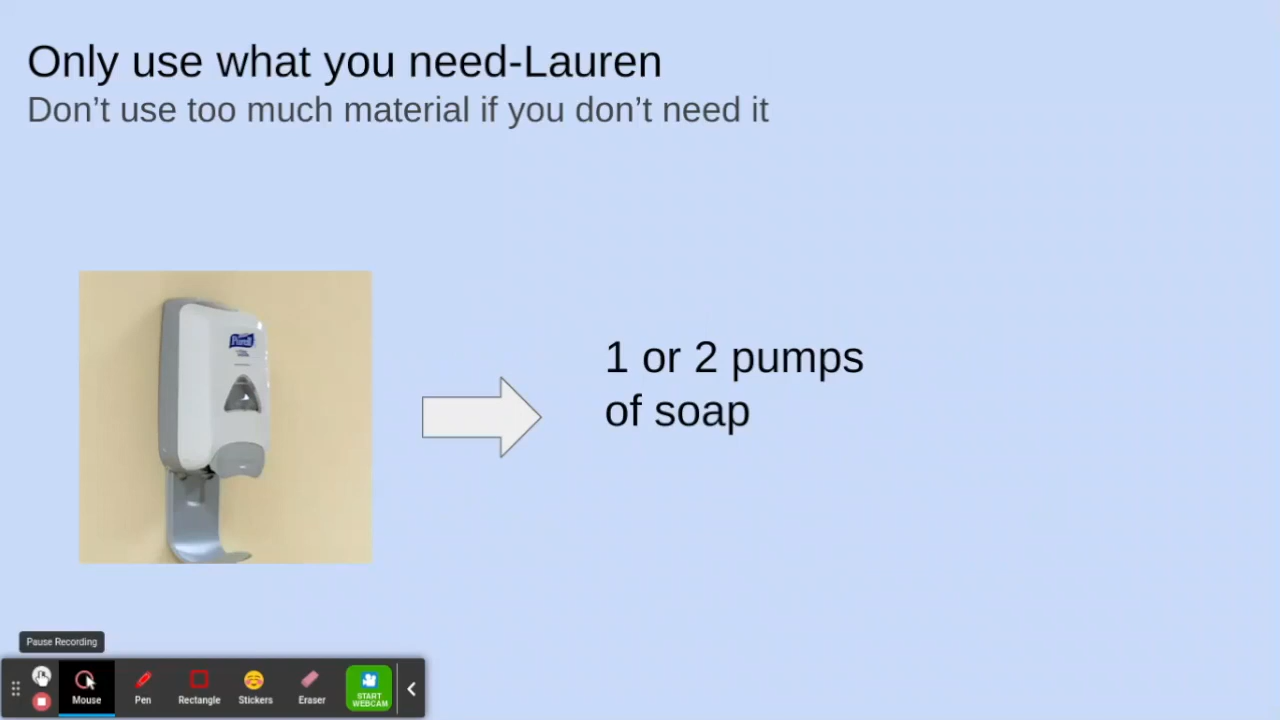 Only use what you need-Lauren
Don’t use too much material if you don’t need it
Purell
1 or 2 pumps
of soap
Pause Recording
Mouse
Pen
Rectangle
Stickers
Eraser
START
WEBCAM